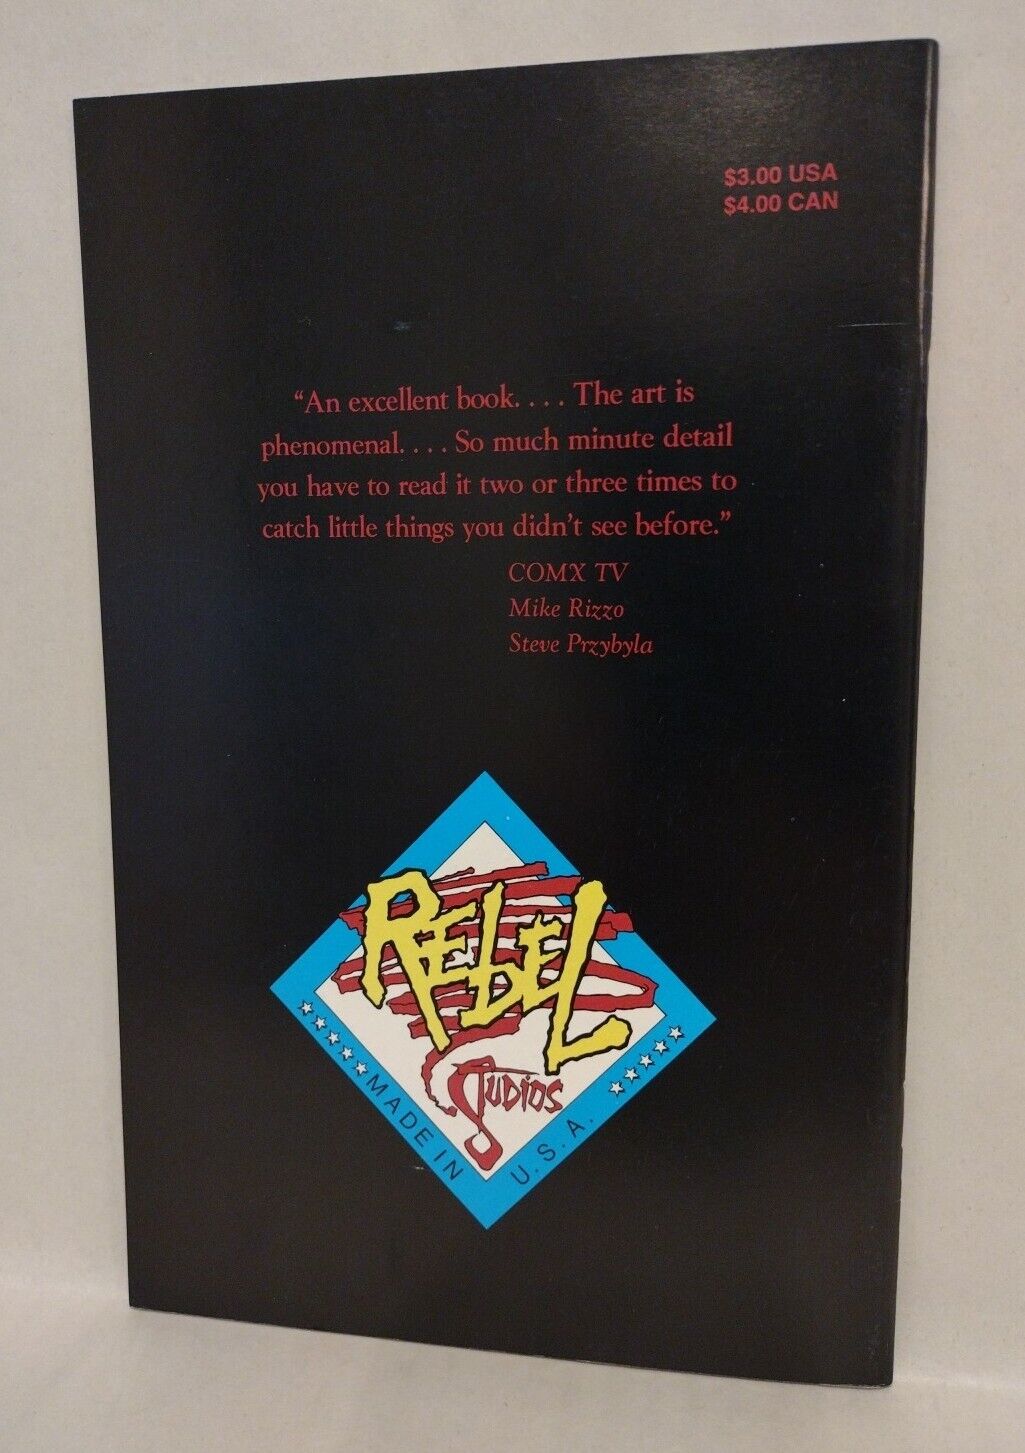 $3.00 USA
$4.00 CAN
“An excellent book. . . . The art is
phenomenal. . . . So much minute detail
you have to read it two or three times to
catch little things you didn’t see before.”
COMX TV
Mike Rizzo
Steve Przybyla
REBEL
STUDIOS
MADE IN
U.S.A.